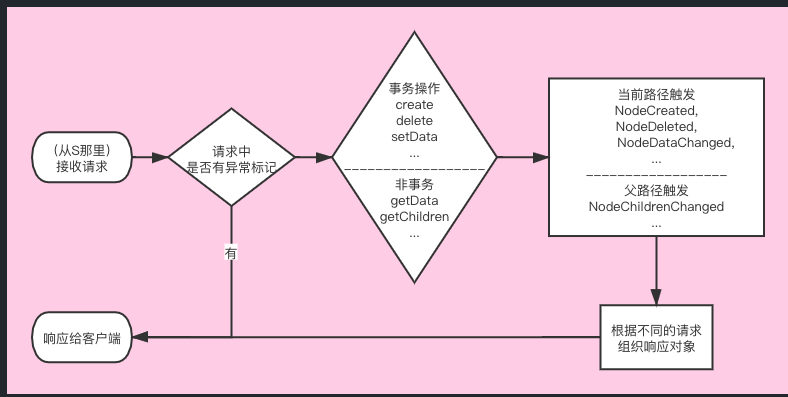 （从S那里）
接收请求
请求中
是否有异常标记
事务操作
create
delete
setData
...
非事务
getData
getChildren
...
当前路径触发
NodeCreated,
NodeDeleted,
NodeDataChanged,
...
父路径触发
NodeChildrenChanged
...
有
响应给客户端
根据不同的请求
组织响应对象